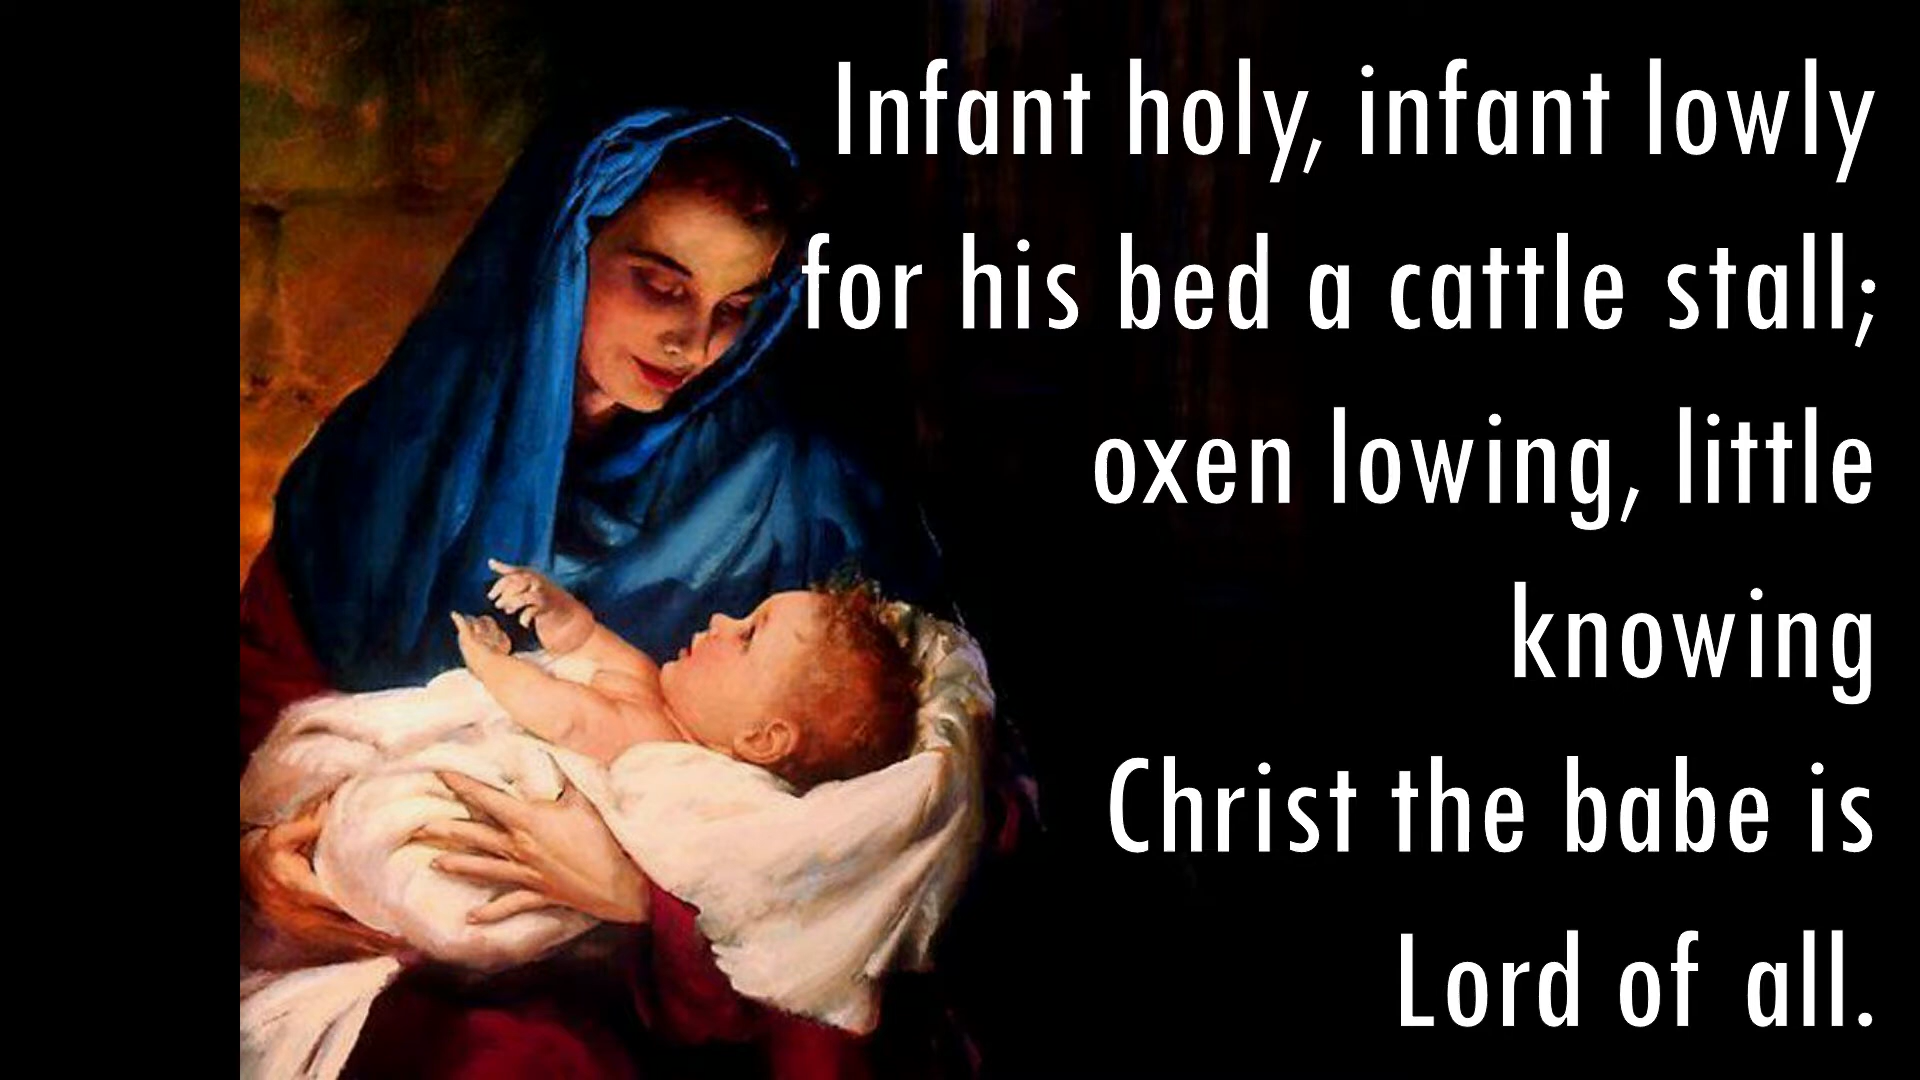 Infant holy, infant lowly
for his bed a cattle stall;
oxen lowing, little
knowing
Christ the babe is
Lord of all.